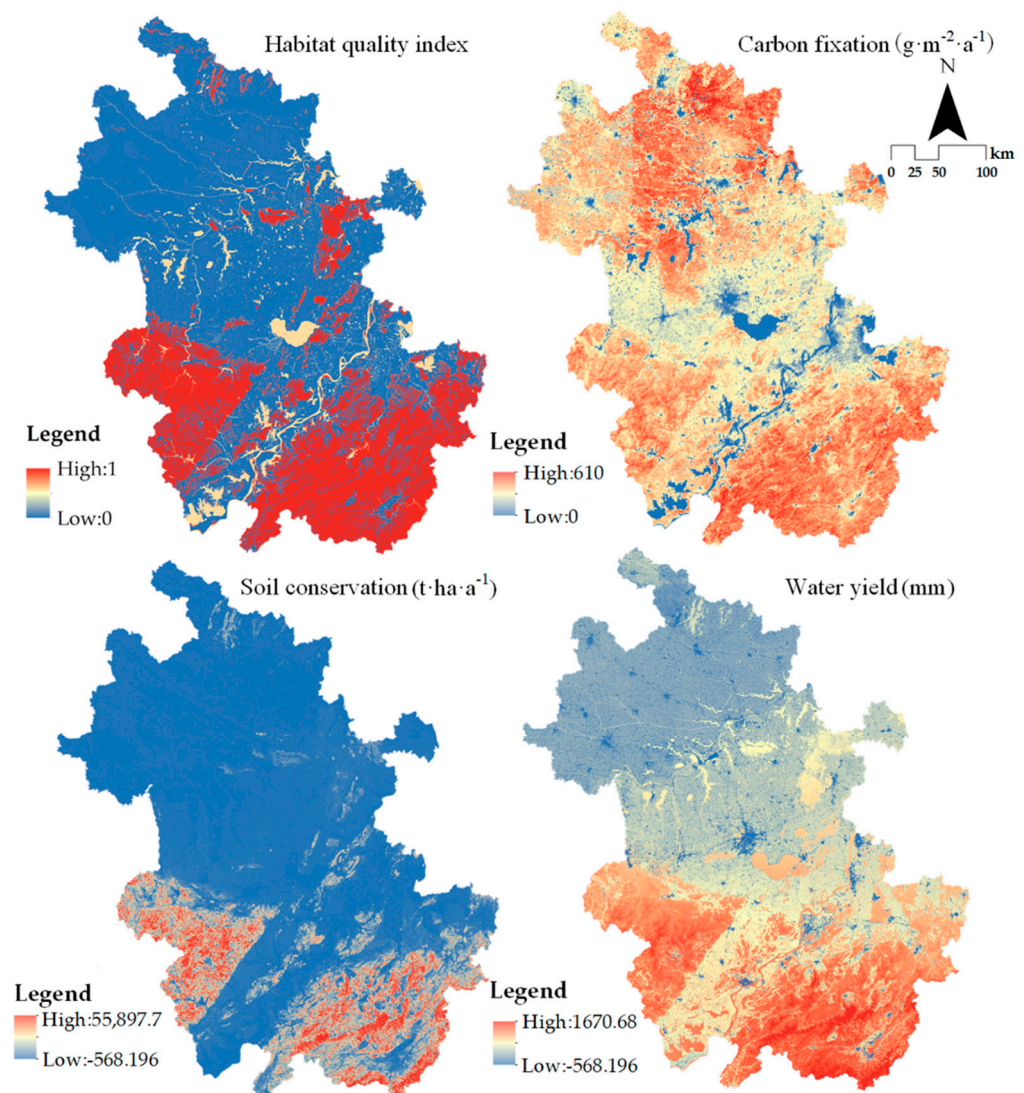 Habitat quality index
Carbon fixation (g·m⁻²·a⁻¹)
N
km
0 25 50 100
Legend
High:1
Low:0
Legend
High:610
Low:0
Soil conservation (t·ha·a⁻¹)
Water yield (mm)
Legend
High:55,897.7
Low:-568.196
Legend
High:1670.68
Low:-568.196